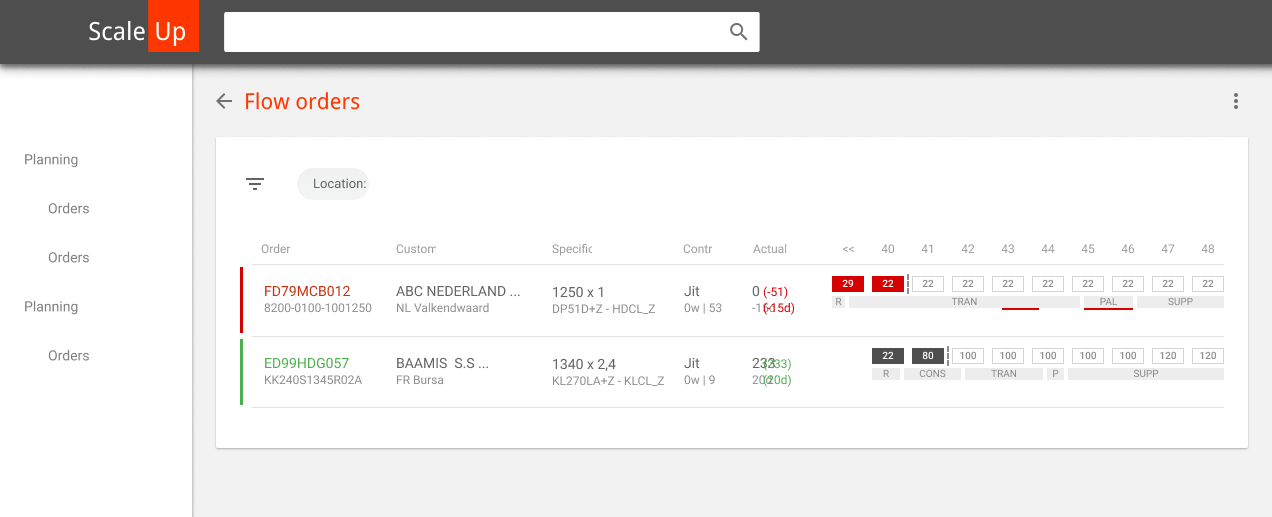 Scale Up
Flow orders
Planning
Orders
Orders
Planning
Orders
Location:
Order Custom Specific Contr Actual << 40 41 42 43 44 45 46 47 48
FD79MCB012 ABC NEDERLAND ... 1250 x 1 Jit 0 (-51) 29 22 22 22 22 22 22 22 22 22
8200-0100-1001250 NL Valkendwaard DP51D+Z - HDCL_Z 0w | 53 (-15d) R TRAN PAL SUPP
ED99HDG057 BAAMIS S.S ... 1340 x 2,4 Jit 233 22 80 100 100 100 100 100 120 120
KK240S1345R02A FR Bursa KL270LA+Z - KLCL_Z 0w | 9 (20d) R CONS TRAN P SUPP